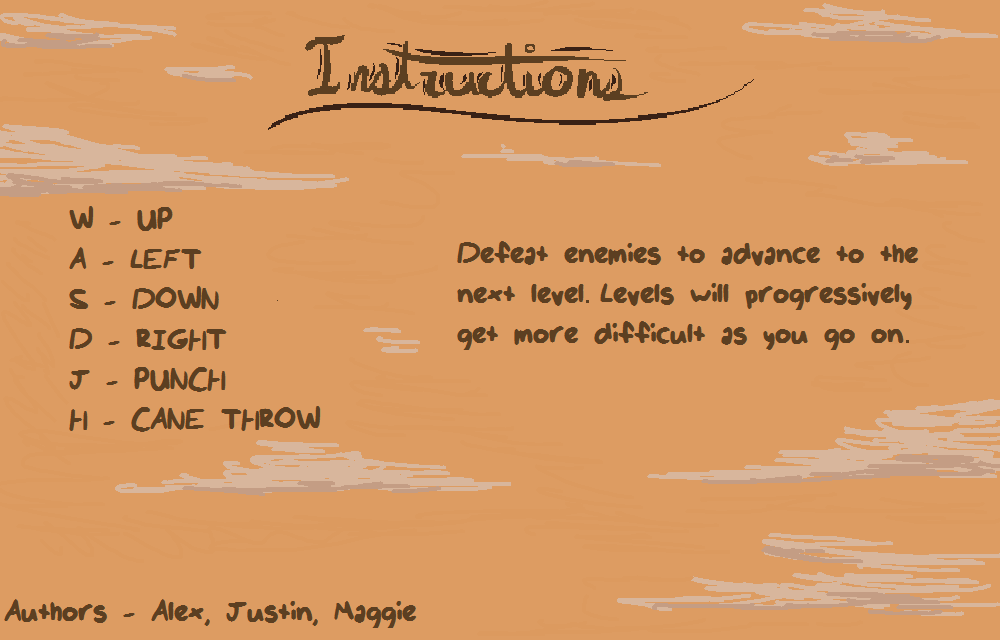 Instructions
W - UP
A - LEFT
S - DOWN
D - RIGHT
J - PUNCH
H - CANE THROW
Defeat enemies to advance to the
next level. Levels will progressively
get more difficult as you go on.
Authors - Alex, Justin, Maggie